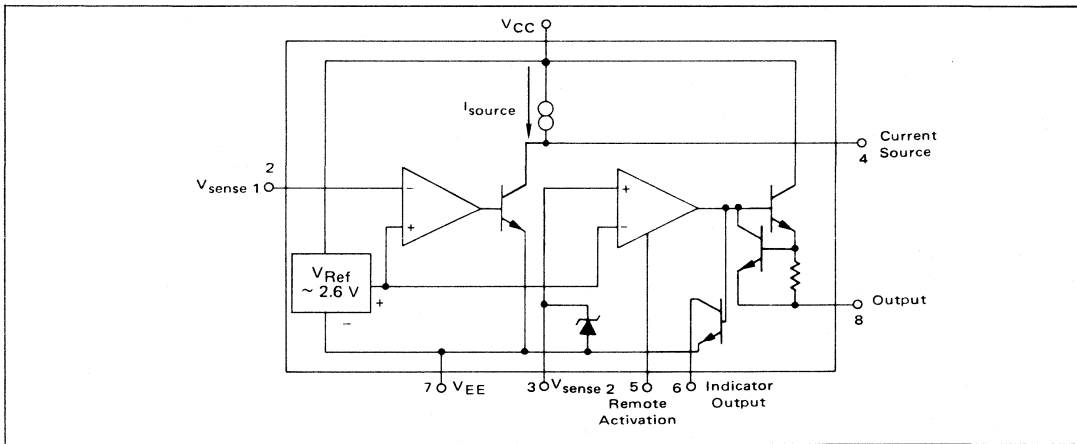 VCC
Isource
Current
Source
4
2
Vsense 1
-
+
+
-
VRef
~ 2.6 V
+
-
Output
8
7 VEE
3 Vsense 2
5
Remote
Activation
6 Indicator
Output